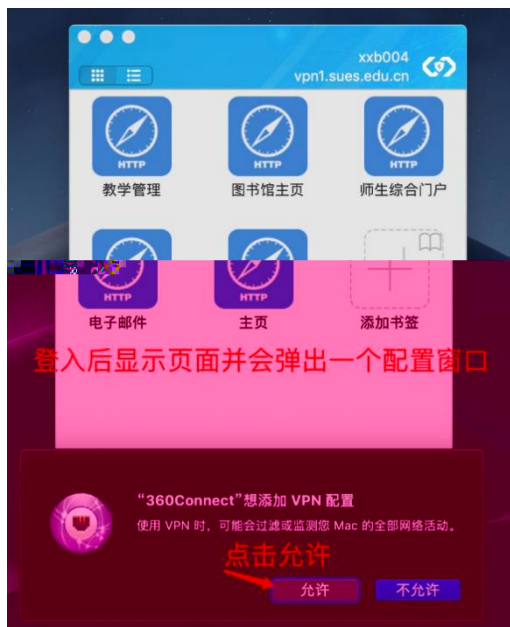 xxb004
vpn1.sues.edu.cn
HTTP HTTP HTTP
教学管理 图书馆主页 师生综合门户
HTTP HTTP
电子邮件 主页 添加书签
登入后显示页面并会弹出一个配置窗口
“360Connect”想添加 VPN 配置
使用 VPN 时，可能会过滤或监测您 Mac 的全部网络活动。
点击允许
允许 不允许